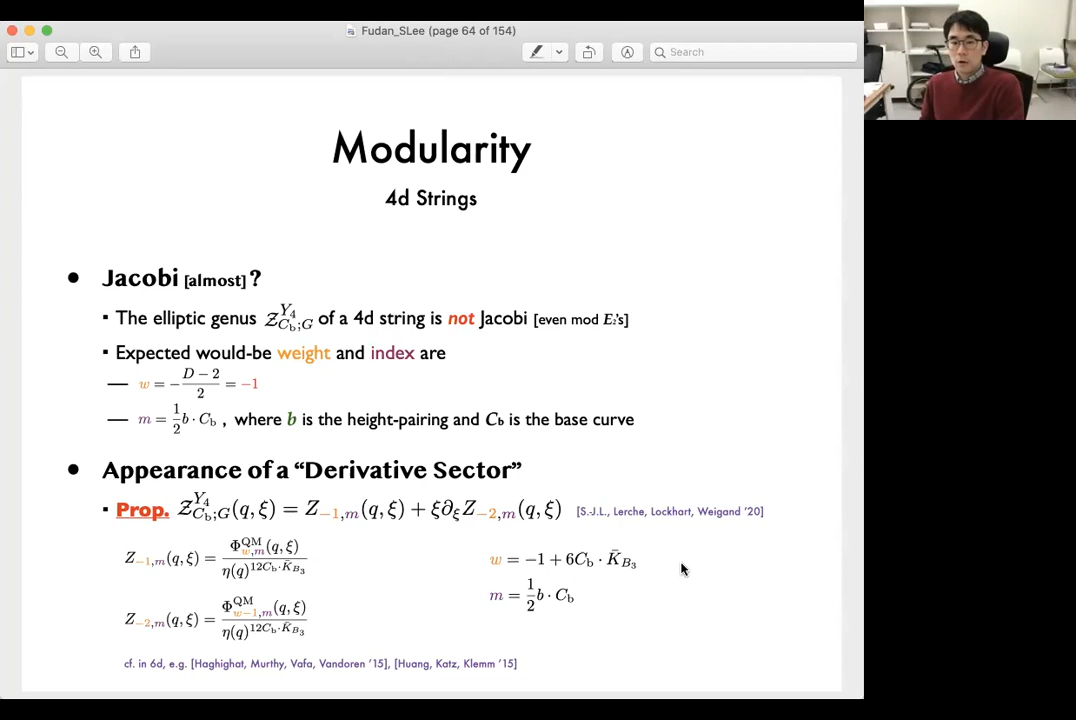 Fudan_SLee (page 64 of 154)
Search
Modularity
4d Strings
• Jacobi [almost] ?
▪ The elliptic genus 𝒵^{Y_4}_{C_b;G} of a 4d string is not Jacobi [even mod E₂'s]
▪ Expected would-be weight and index are
— w = −(D − 2)/2 = −1
— m = ½ b · C_b , where b is the height-pairing and C_b is the base curve
• Appearance of a “Derivative Sector”
▪ Prop. 𝒵^{Y_4}_{C_b;G}(q, ξ) = Z_{−1,m}(q, ξ) + ξ∂_ξ Z_{−2,m}(q, ξ) [S.-J.L., Lerche, Lockhart, Weigand ’20]
Z_{−1,m}(q, ξ) = Φ^{QM}_{w,m}(q, ξ) / η(q)^{12C_b·K̄_{B_3}}
w = −1 + 6C_b · K̄_{B_3}
m = ½ b · C_b
Z_{−2,m}(q, ξ) = Φ^{QM}_{w−1,m}(q, ξ) / η(q)^{12C_b·K̄_{B_3}}
cf. in 6d, e.g. [Haghighat, Murthy, Vafa, Vandoren ’15], [Huang, Katz, Klemm ’15]